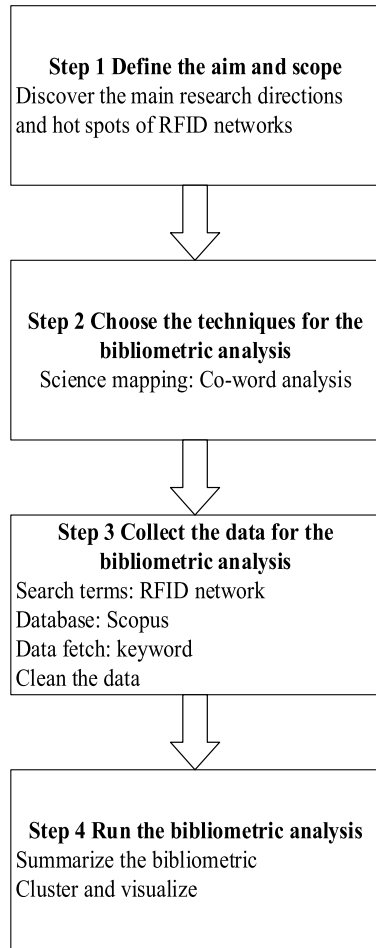 Step 1 Define the aim and scope
Discover the main research directions
and hot spots of RFID networks
Step 2 Choose the techniques for the
bibliometric analysis
Science mapping: Co-word analysis
Step 3 Collect the data for the
bibliometric analysis
Search terms: RFID network
Database: Scopus
Data fetch: keyword
Clean the data
Step 4 Run the bibliometric analysis
Summarize the bibliometric
Cluster and visualize